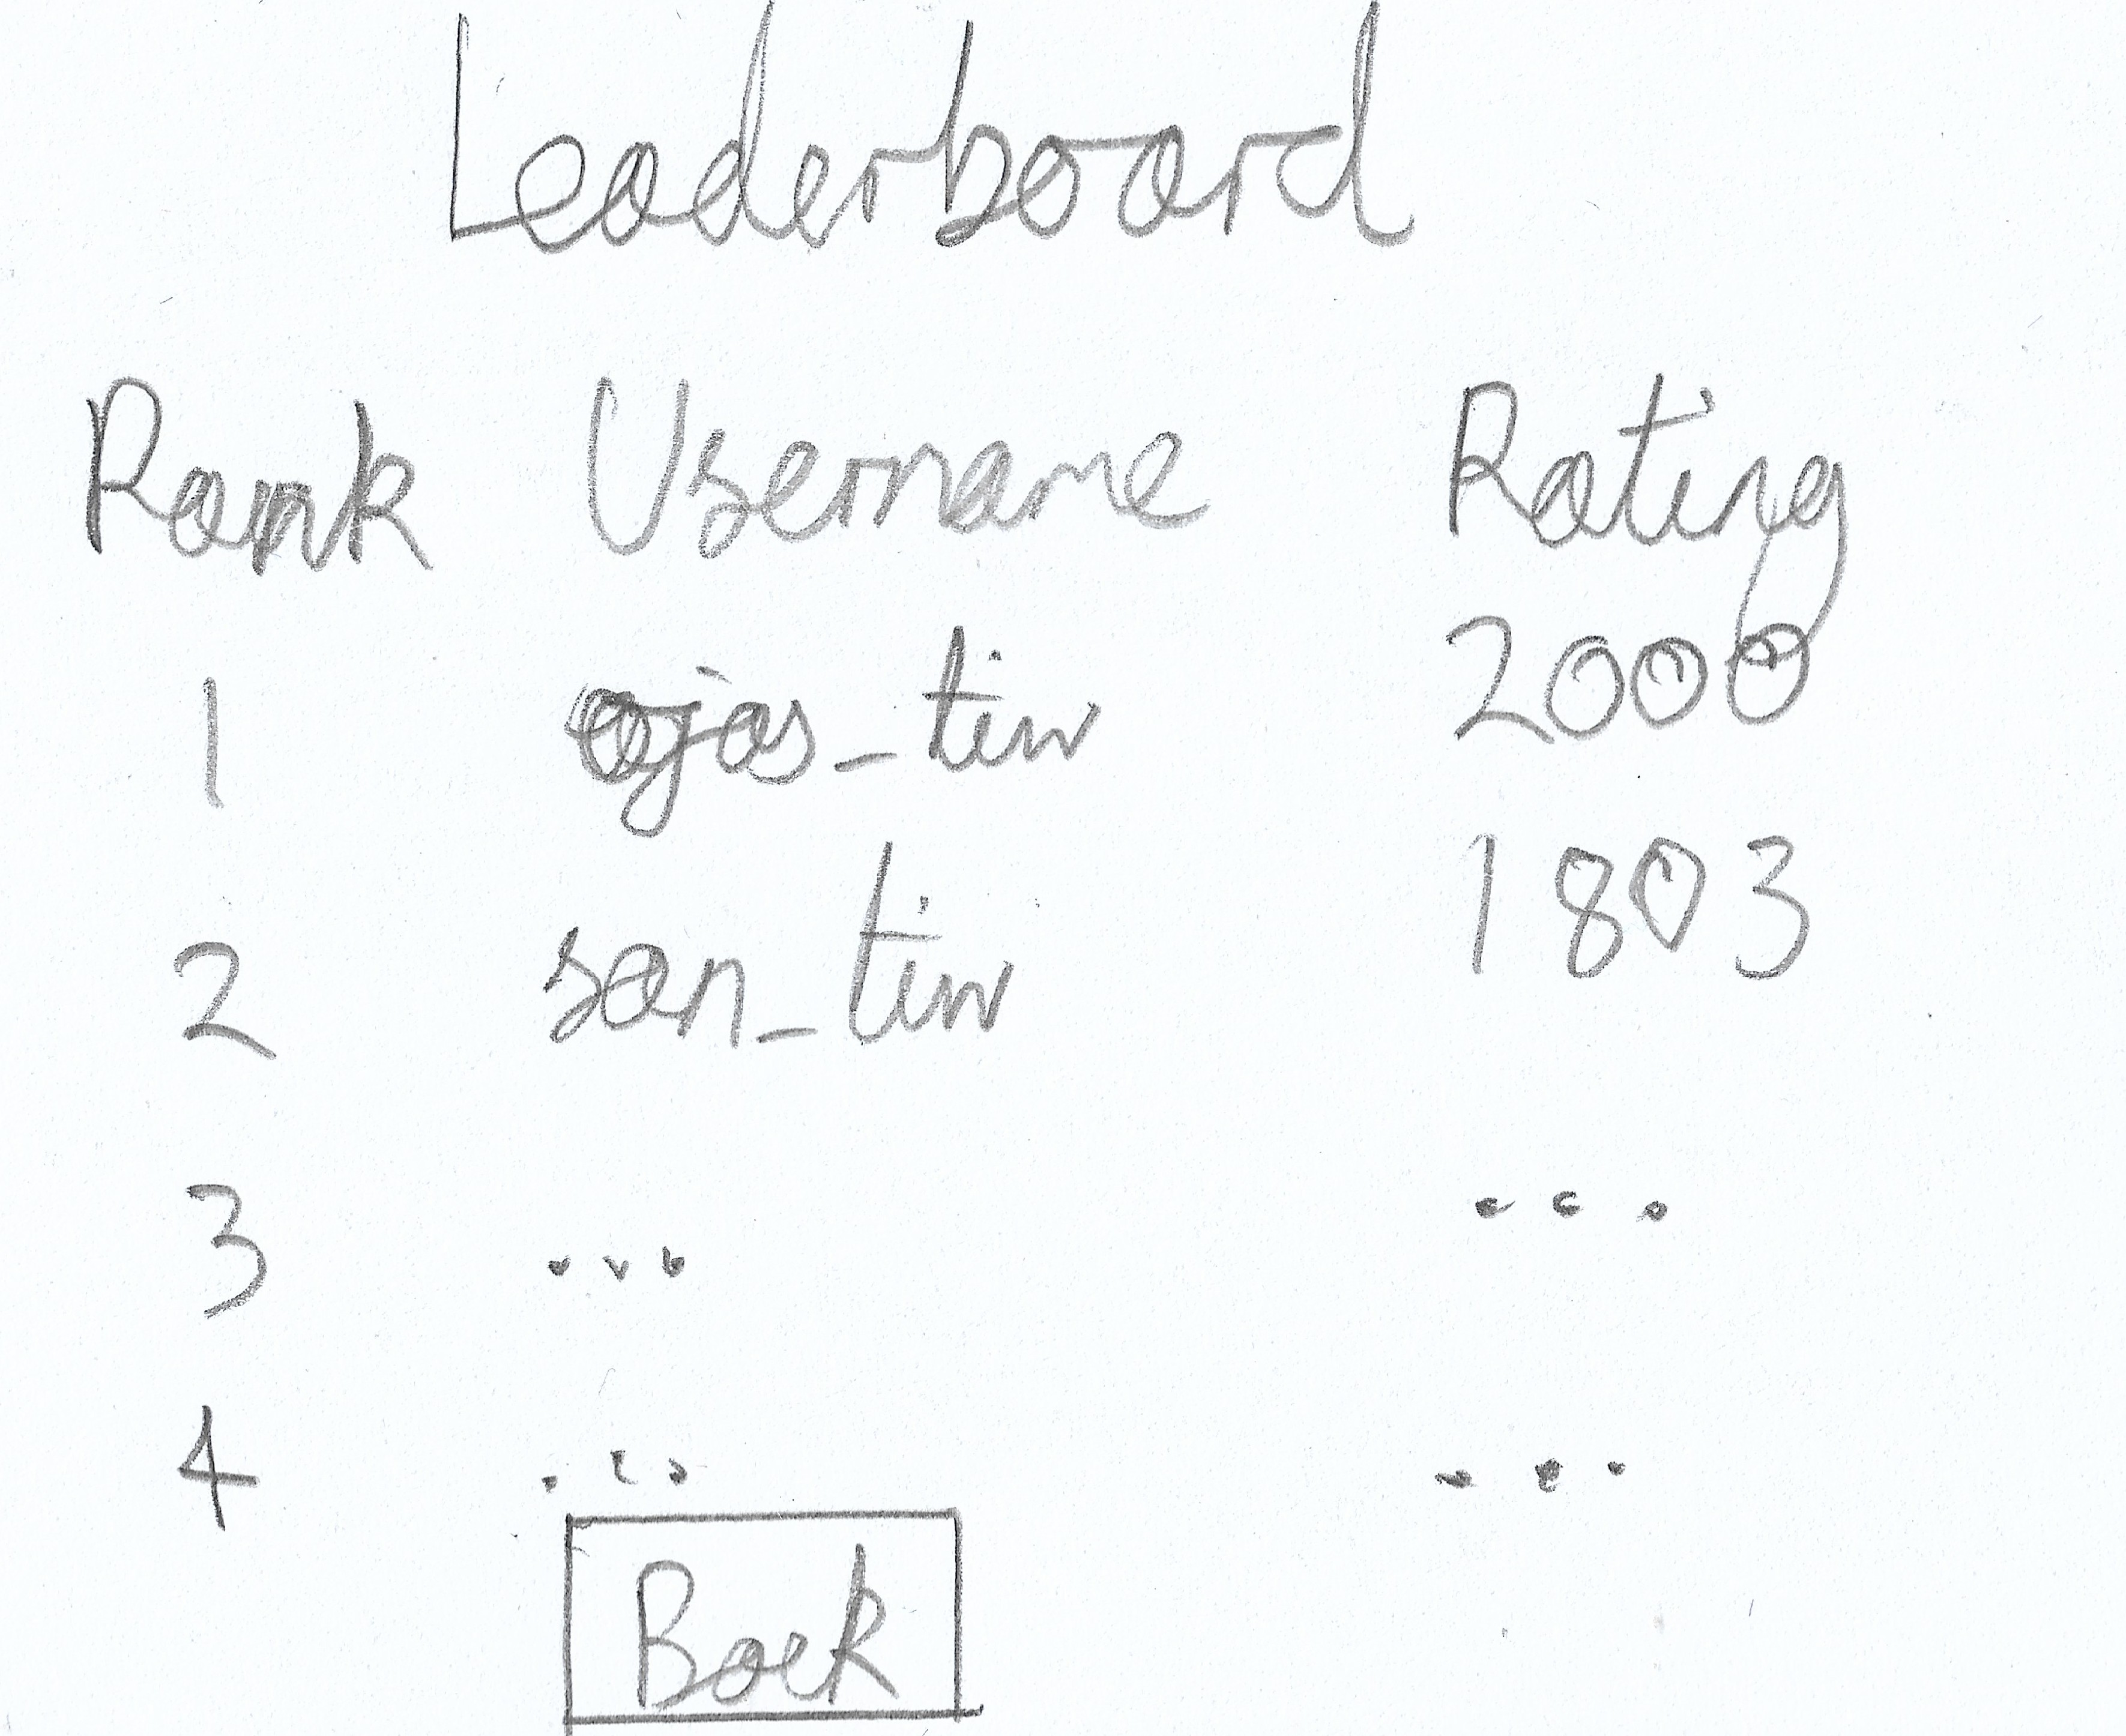 Leaderboard
Rank Username Rating
1 ojas_tiw 2000
2 san_tiw 1803
3 ... ...
4 ... ...
Back